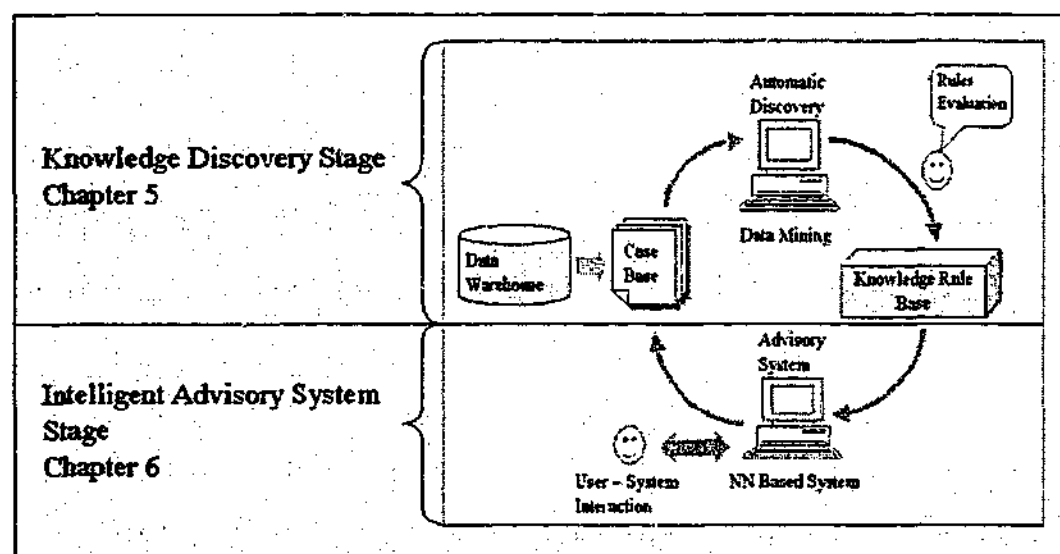 Knowledge Discovery Stage
Chapter 5
Automatic
Discovery
Rules
Evaluation
Data Mining
Data
Warehouse
Case
Base
Knowledge Rule
Base
Intelligent Advisory System
Stage
Chapter 6
Advisory
System
User – System
Interaction
NN Based System